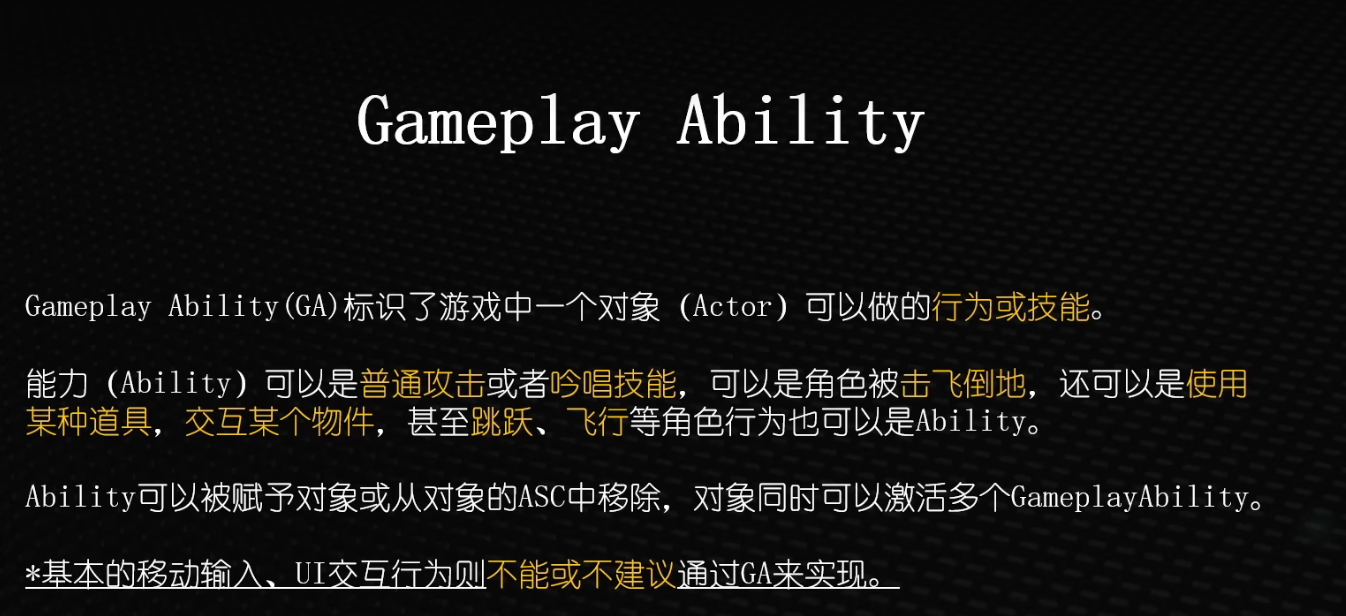 Gameplay Ability
Gameplay Ability(GA)标识了游戏中一个对象（Actor）可以做的行为或技能。
能力（Ability）可以是普通攻击或者吟唱技能，可以是角色被击飞倒地，还可以是使用
某种道具，交互某个物件，甚至跳跃、飞行等角色行为也可以是Ability。
Ability可以被赋予对象或从对象的ASC中移除，对象同时可以激活多个GameplayAbility。
*基本的移动输入、UI交互行为则不能或不建议通过GA来实现。